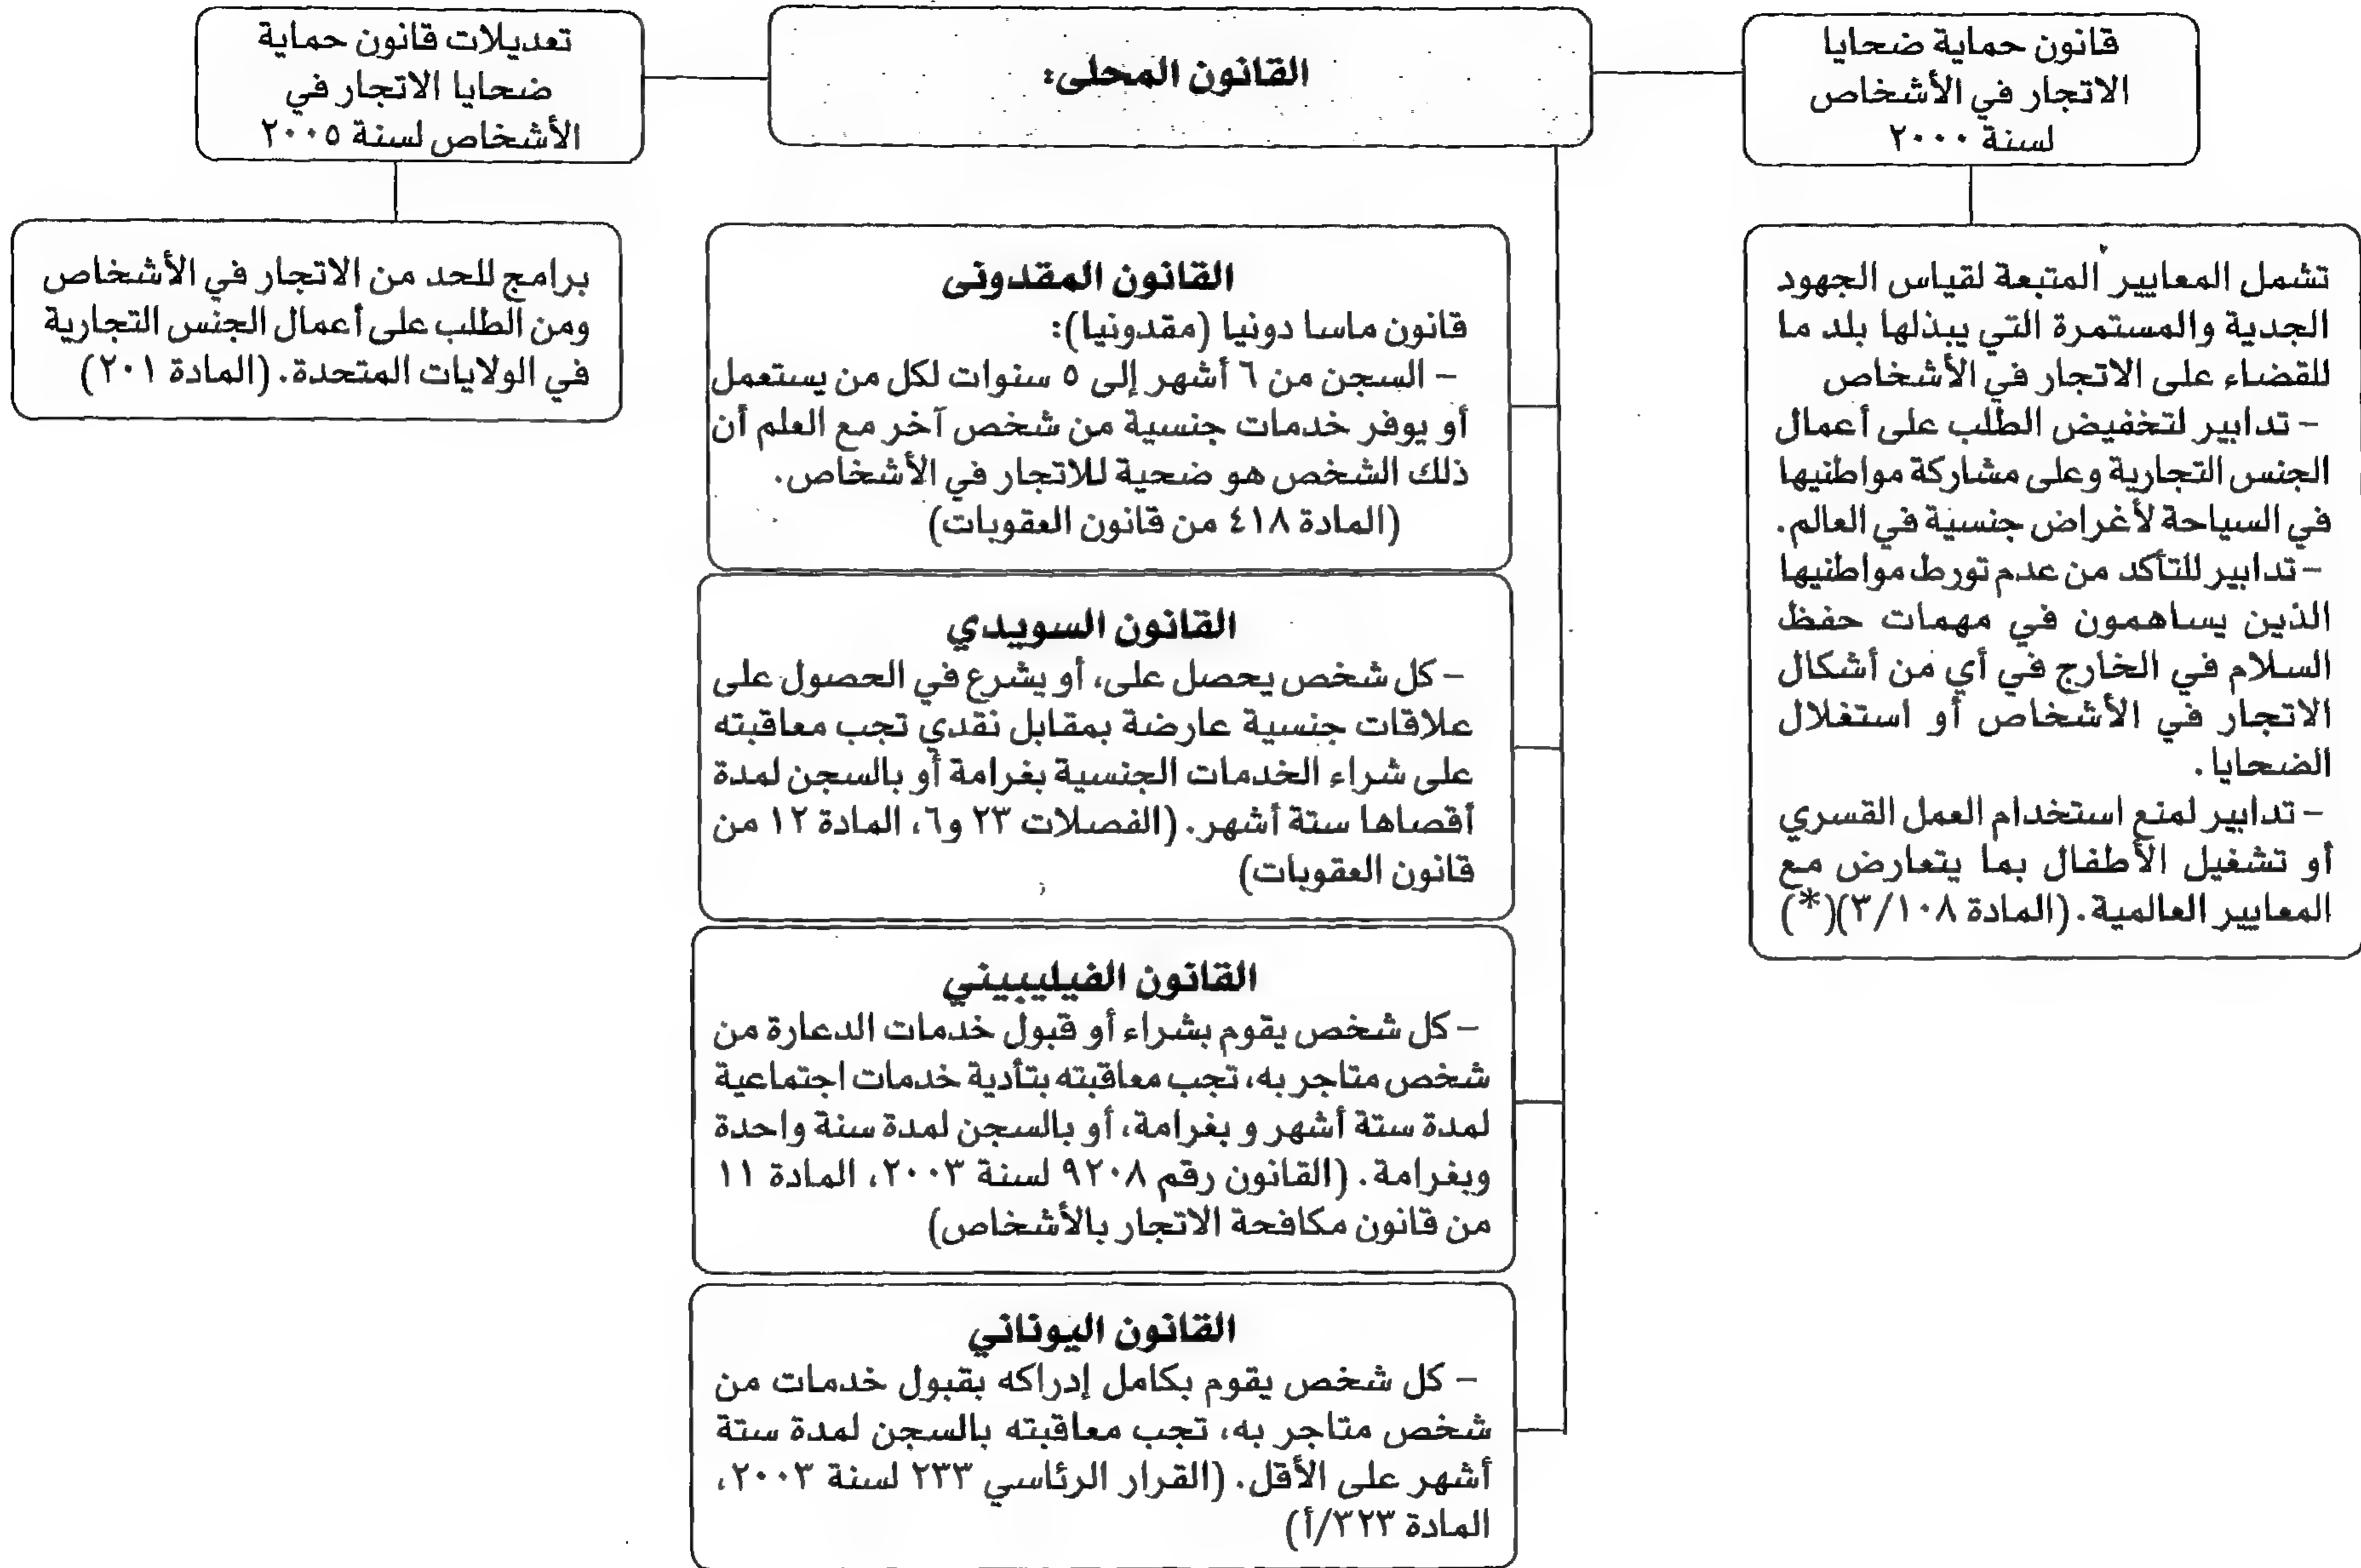 القانون المحلى:
قانون حماية ضحايا
الاتجار في الأشخاص
لسنة ٢٠٠٠
تشمل المعايير المتبعة لقياس الجهود
الجدية والمستمرة التي يبذلها بلد ما
للقضاء على الاتجار في الأشخاص
- تدابير لتخفيض الطلب على أعمال
الجنس التجارية وعلى مشاركة مواطنيها
في السياحة لأغراض جنسية في العالم.
- تدابير للتأكد من عدم تورط مواطنيها
الذين يساهمون في مهمات حفظ
السلام في الخارج في أي من أشكال
الاتجار في الأشخاص أو استغلال
الضحايا.
- تدابير لمنع استخدام العمل القسري
أو تشغيل الأطفال بما يتعارض مع
المعايير العالمية. (المادة ٣/١٠٨)(*)
القانون المقدونى
قانون ماسا دونيا (مقدونيا):
- السجن من ٦ أشهر إلى ٥ سنوات لكل من يستعمل
أو يوفر خدمات جنسية من شخص آخر مع العلم أن
ذلك الشخص هو ضحية للاتجار في الأشخاص.
(المادة ٤١٨ من قانون العقوبات)
القانون السويدي
- كل شخص يحصل على، أو يشرع في الحصول على
علاقات جنسية عارضة بمقابل نقدي تجب معاقبته
على شراء الخدمات الجنسية بغرامة أو بالسجن لمدة
أقصاها ستة أشهر. (الفصلات ٢٣ و٦، المادة ١٢ من
قانون العقوبات)
القانون الفيليبيني
- كل شخص يقوم بشراء أو قبول خدمات الدعارة من
شخص متاجر به، تجب معاقبته بتأدية خدمات اجتماعية
لمدة ستة أشهر و بغرامة، أو بالسجن لمدة سنة واحدة
وبغرامة. (القانون رقم ٩٢٠٨ لسنة ٢٠٠٣، المادة ١١
من قانون مكافحة الاتجار بالأشخاص)
القانون اليوناني
- كل شخص يقوم بكامل إدراكه بقبول خدمات من
شخص متاجر به، تجب معاقبته بالسجن لمدة ستة
أشهر على الأقل. (القرار الرئاسي ٢٣٣ لسنة ٢٠٠٣،
المادة ٣٢٣/أ)
تعديلات قانون حماية
ضحايا الاتجار في
الأشخاص لسنة ٢٠٠٥
برامج للحد من الاتجار في الأشخاص
ومن الطلب على أعمال الجنس التجارية
في الولايات المتحدة. (المادة ٢٠١)